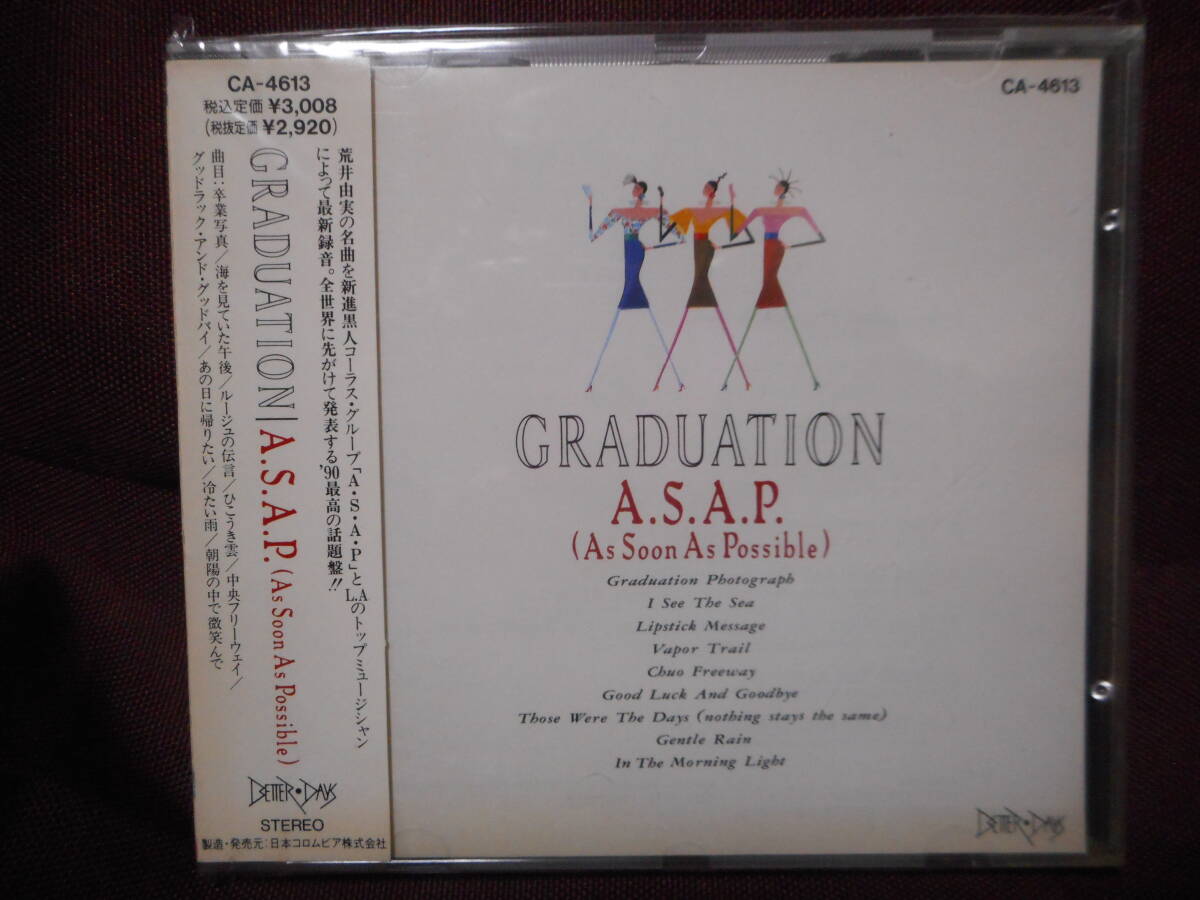 CA-4613
税込定価 ¥3,008
(税抜定価 ¥2,920)
荒井由実の名曲を新進黒人コーラス・グループ「A・S・A・P」とL.Aのトップミュージシャン
によって最新録音。全世界に先がけて発表する'90最高の話題盤!!
GRADUATION | A.S.A.P. (As Soon As Possible)
曲目:卒業写真/海を見ていた午後/ルージュの伝言/ひこうき雲/中央フリーウェイ/
グッドラック・アンド・グッドバイ/あの日に帰りたい/冷たい雨/朝陽の中で微笑んで
BETTER・DAYS
STEREO
製造・発売元:日本コロムビア株式会社
CA-4613
GRADUATION
A.S.A.P.
(As Soon As Possible)
Graduation Photograph
I See The Sea
Lipstick Message
Vapor Trail
Chuo Freeway
Good Luck And Goodbye
Those Were The Days (nothing stays the same)
Gentle Rain
In The Morning Light
BETTER・DAYS